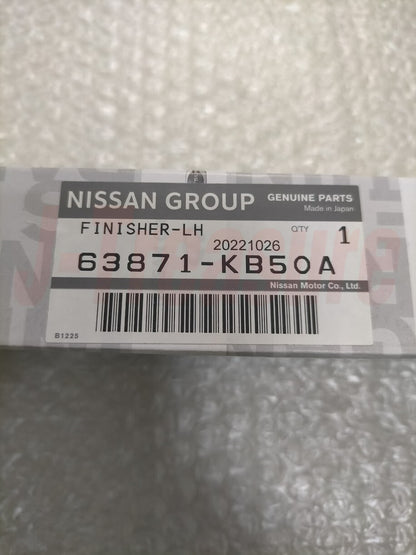 NISSAN GROUP GENUINE PARTS
Made in Japan
FINISHER-LH QTY 1
20221026
63871-KB50A
Nissan Motor Co., Ltd.
B1225